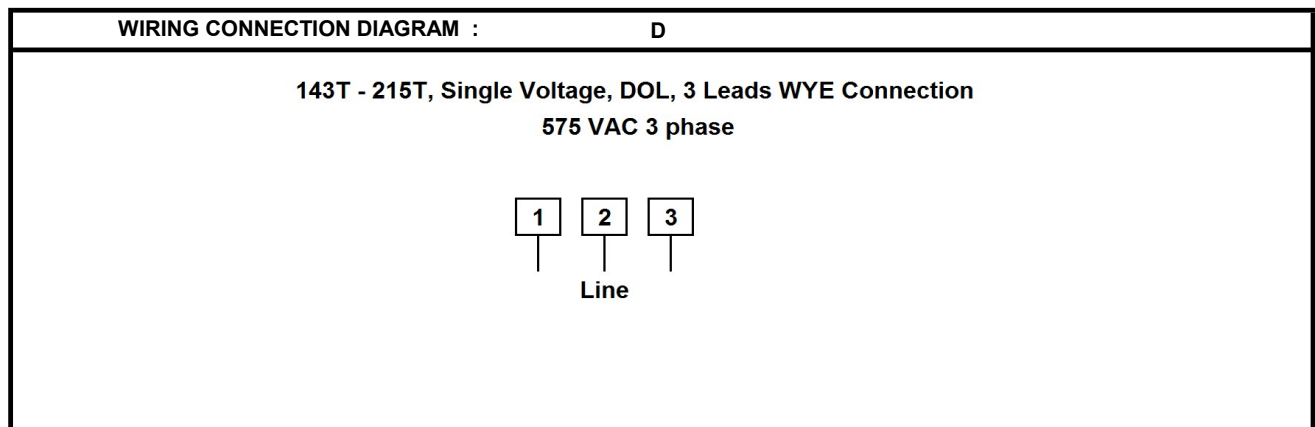 WIRING CONNECTION DIAGRAM : D
143T - 215T, Single Voltage, DOL, 3 Leads WYE Connection
575 VAC 3 phase
1 2 3
Line